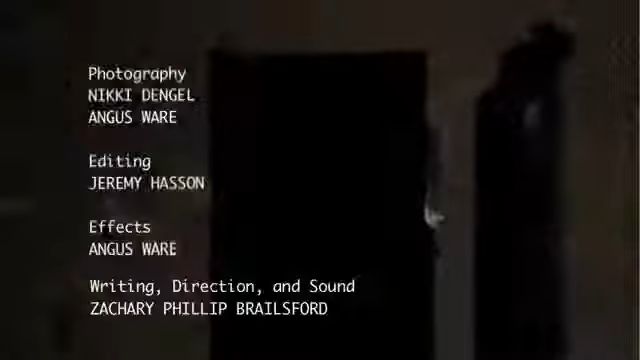 Photography
NIKKI DENGEL
ANGUS WARE
Editing
JEREMY HASSON
Effects
ANGUS WARE
Writing, Direction, and Sound
ZACHARY PHILLIP BRAILSFORD